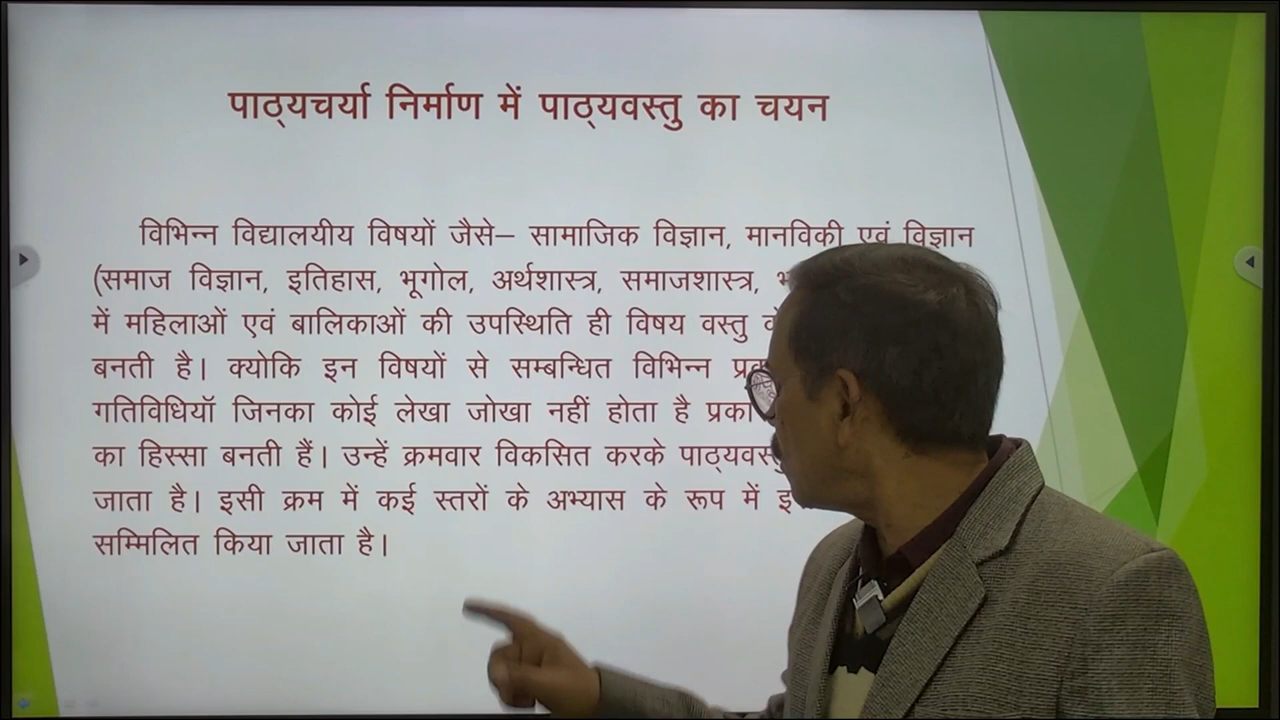 पाठ्यचर्या निर्माण में पाठ्यवस्तु का चयन
विभिन्न विद्यालयीय विषयों जैसे– सामाजिक विज्ञान, मानविकी एवं विज्ञान
(समाज विज्ञान, इतिहास, भूगोल, अर्थशास्त्र, समाजशास्त्र,
में महिलाओं एवं बालिकाओं की उपस्थिति ही विषय वस्तु
बनती है। क्योकि इन विषयों से सम्बन्धित विभिन्न
गतिविधियॉ जिनका कोई लेखा जोखा नहीं होता है
का हिस्सा बनती हैं। उन्हें क्रमवार विकसित करके
जाता है। इसी क्रम में कई स्तरों के अभ्यास के रूप में
सम्मिलित किया जाता है।